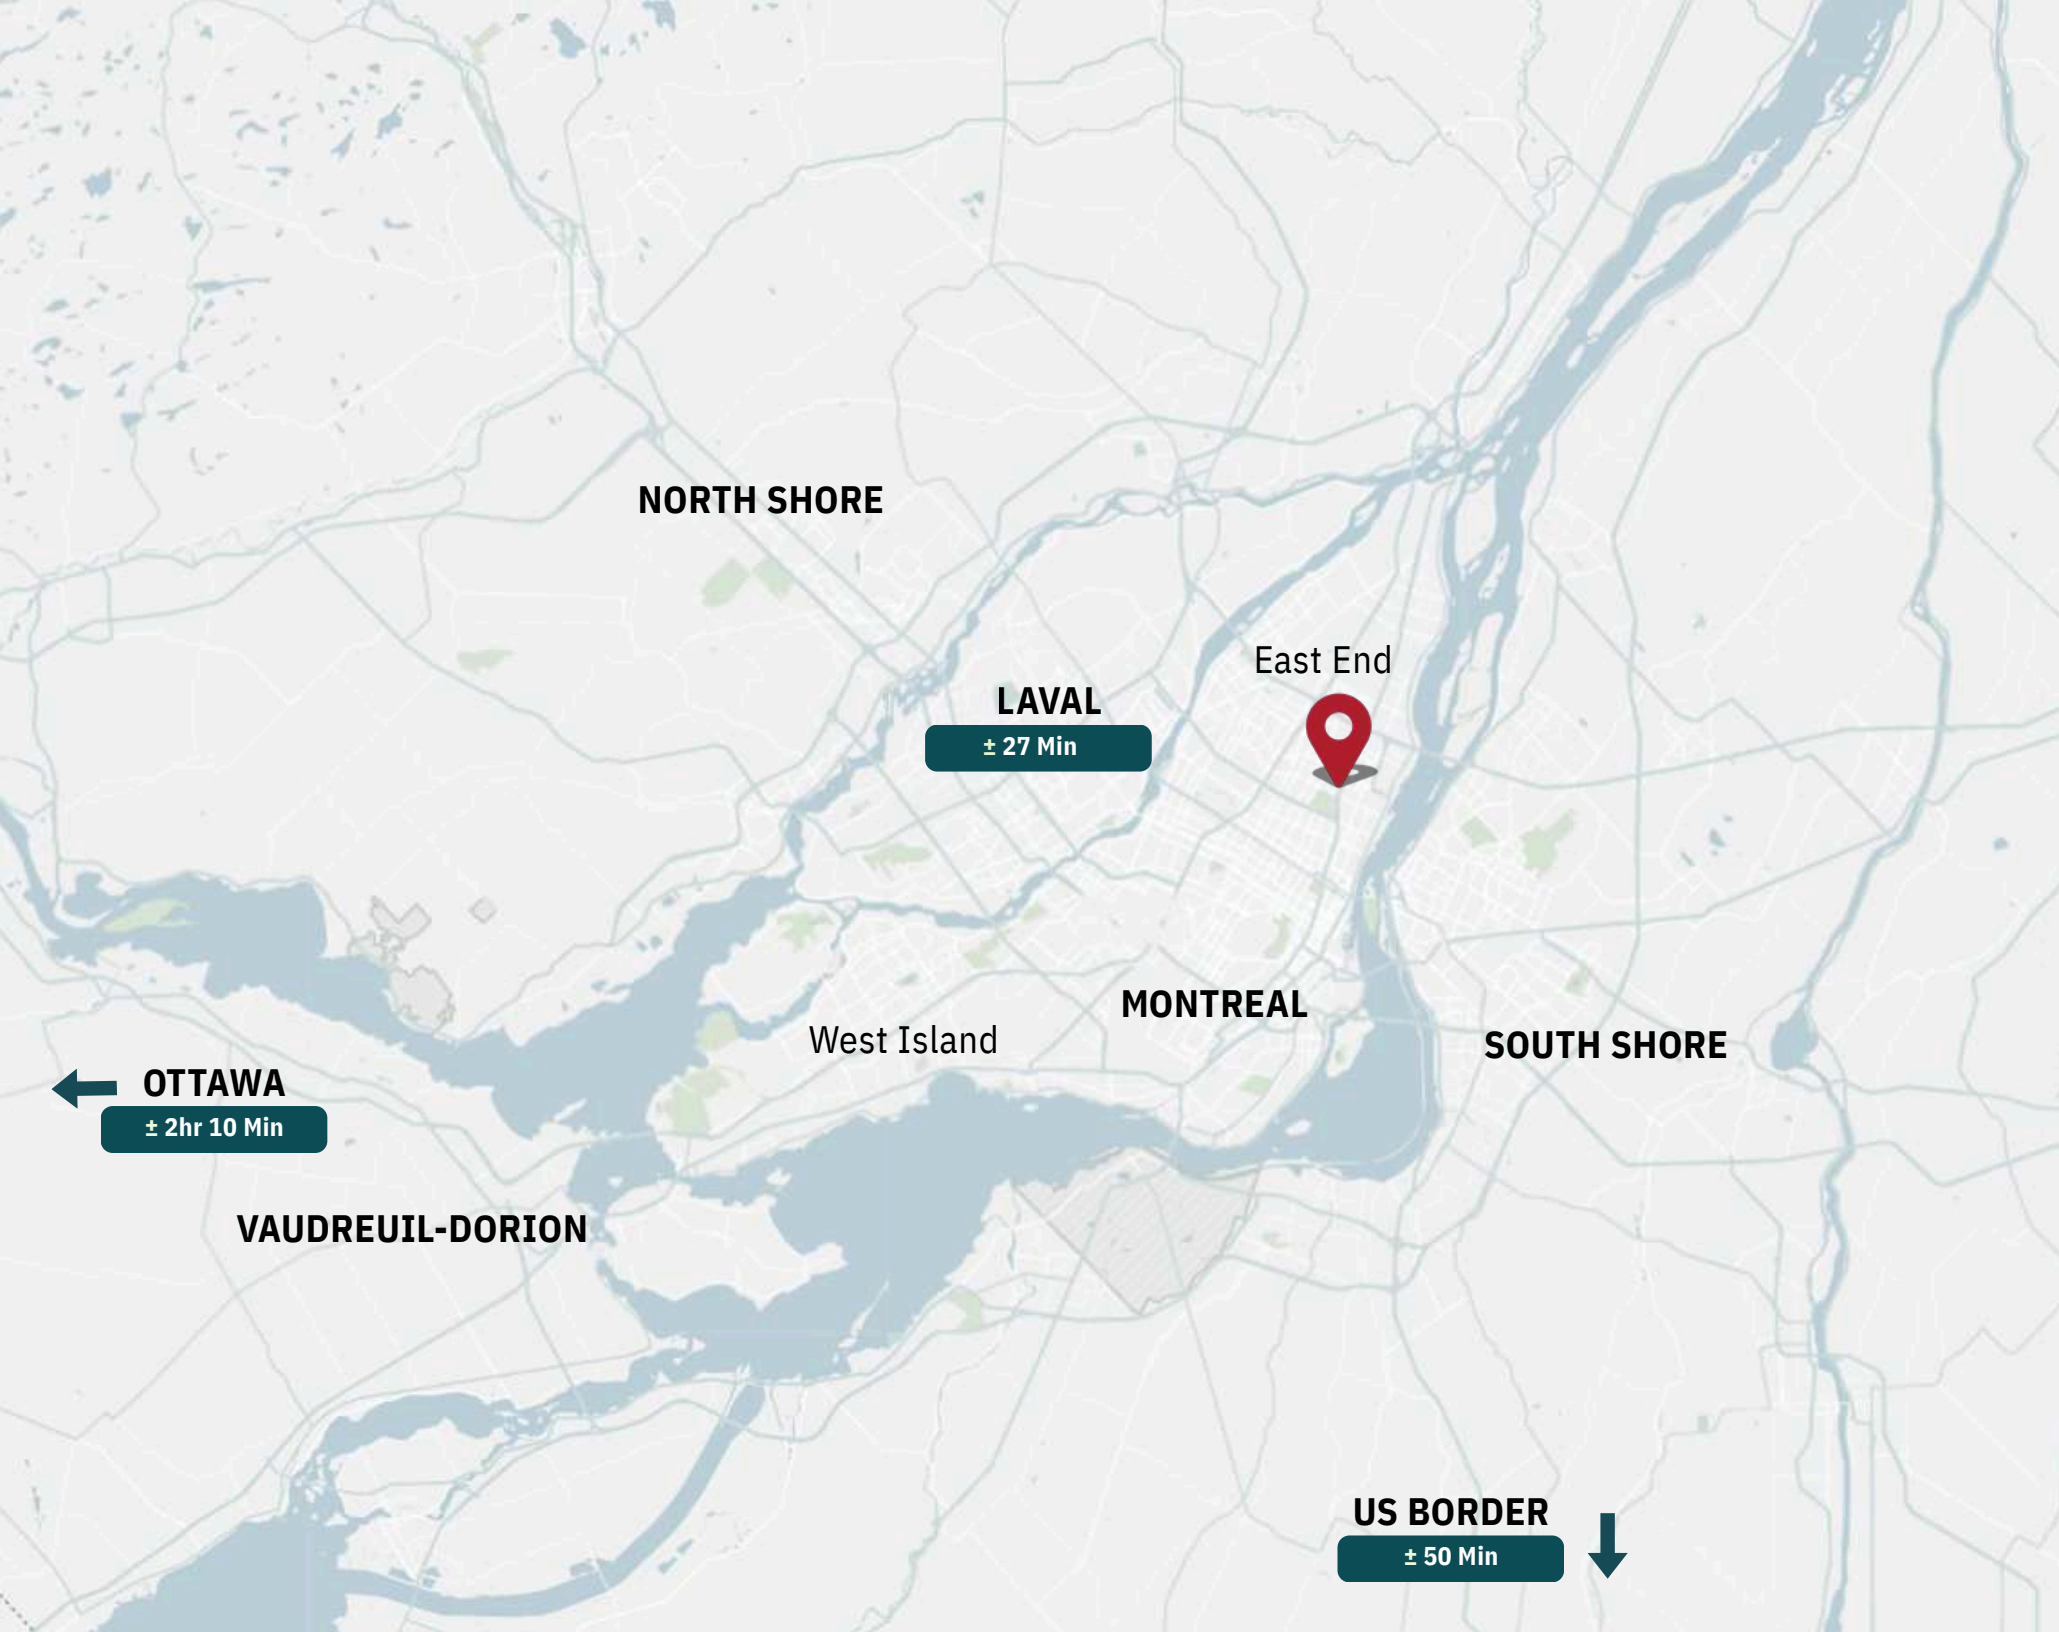 NORTH SHORE
East End
LAVAL
± 27 Min
MONTREAL
West Island
SOUTH SHORE
OTTAWA
± 2hr 10 Min
VAUDREUIL-DORION
US BORDER
± 50 Min